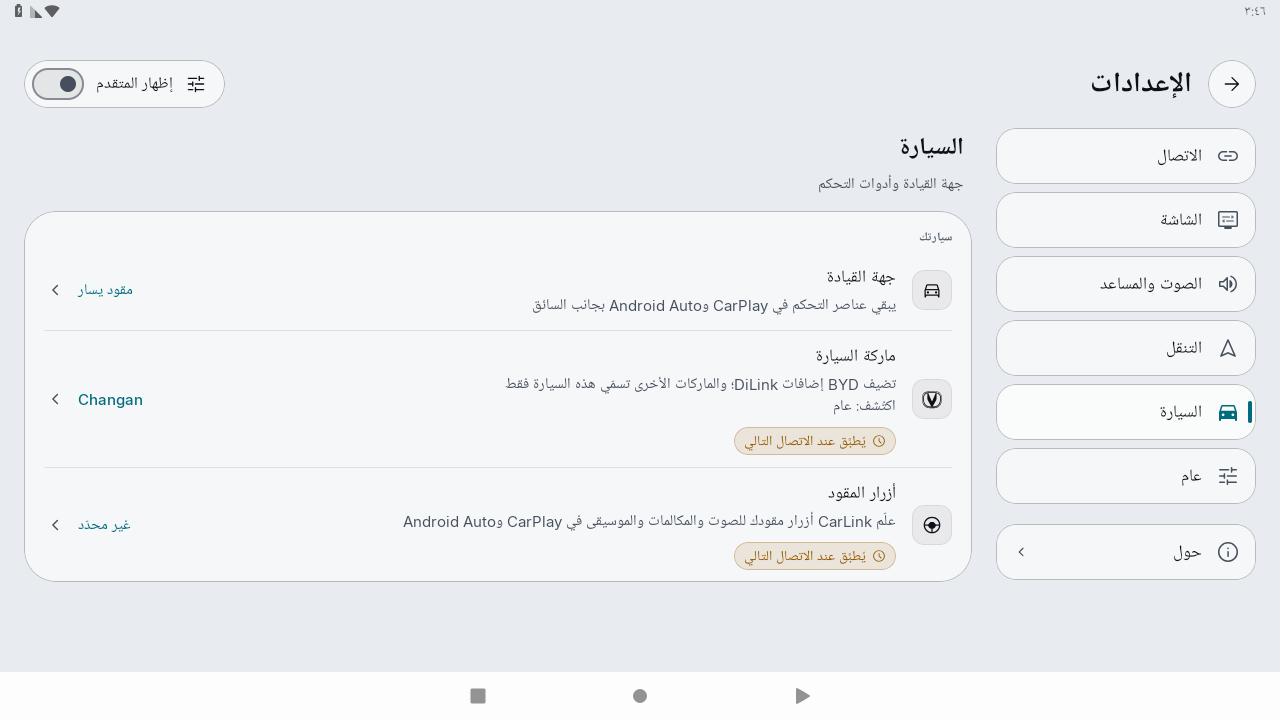 ٣:٤٦
الإعدادات
إظهار المتقدم
الاتصال
الشاشة
الصوت والمساعد
التنقل
السيارة
عام
حول
السيارة
جهة القيادة وأدوات التحكم
سيارتك
جهة القيادة
يبقي عناصر التحكم في CarPlay وAndroid Auto بجانب السائق
مقود يسار
ماركة السيارة
تضيف BYD إضافات DiLink؛ والماركات الأخرى تسمّي هذه السيارة فقط
اكتُشف: عام
يُطبَّق عند الاتصال التالي
Changan
أزرار المقود
علّم CarLink أزرار مقودك للصوت والمكالمات والموسيقى في CarPlay وAndroid Auto
يُطبَّق عند الاتصال التالي
غير محدّد